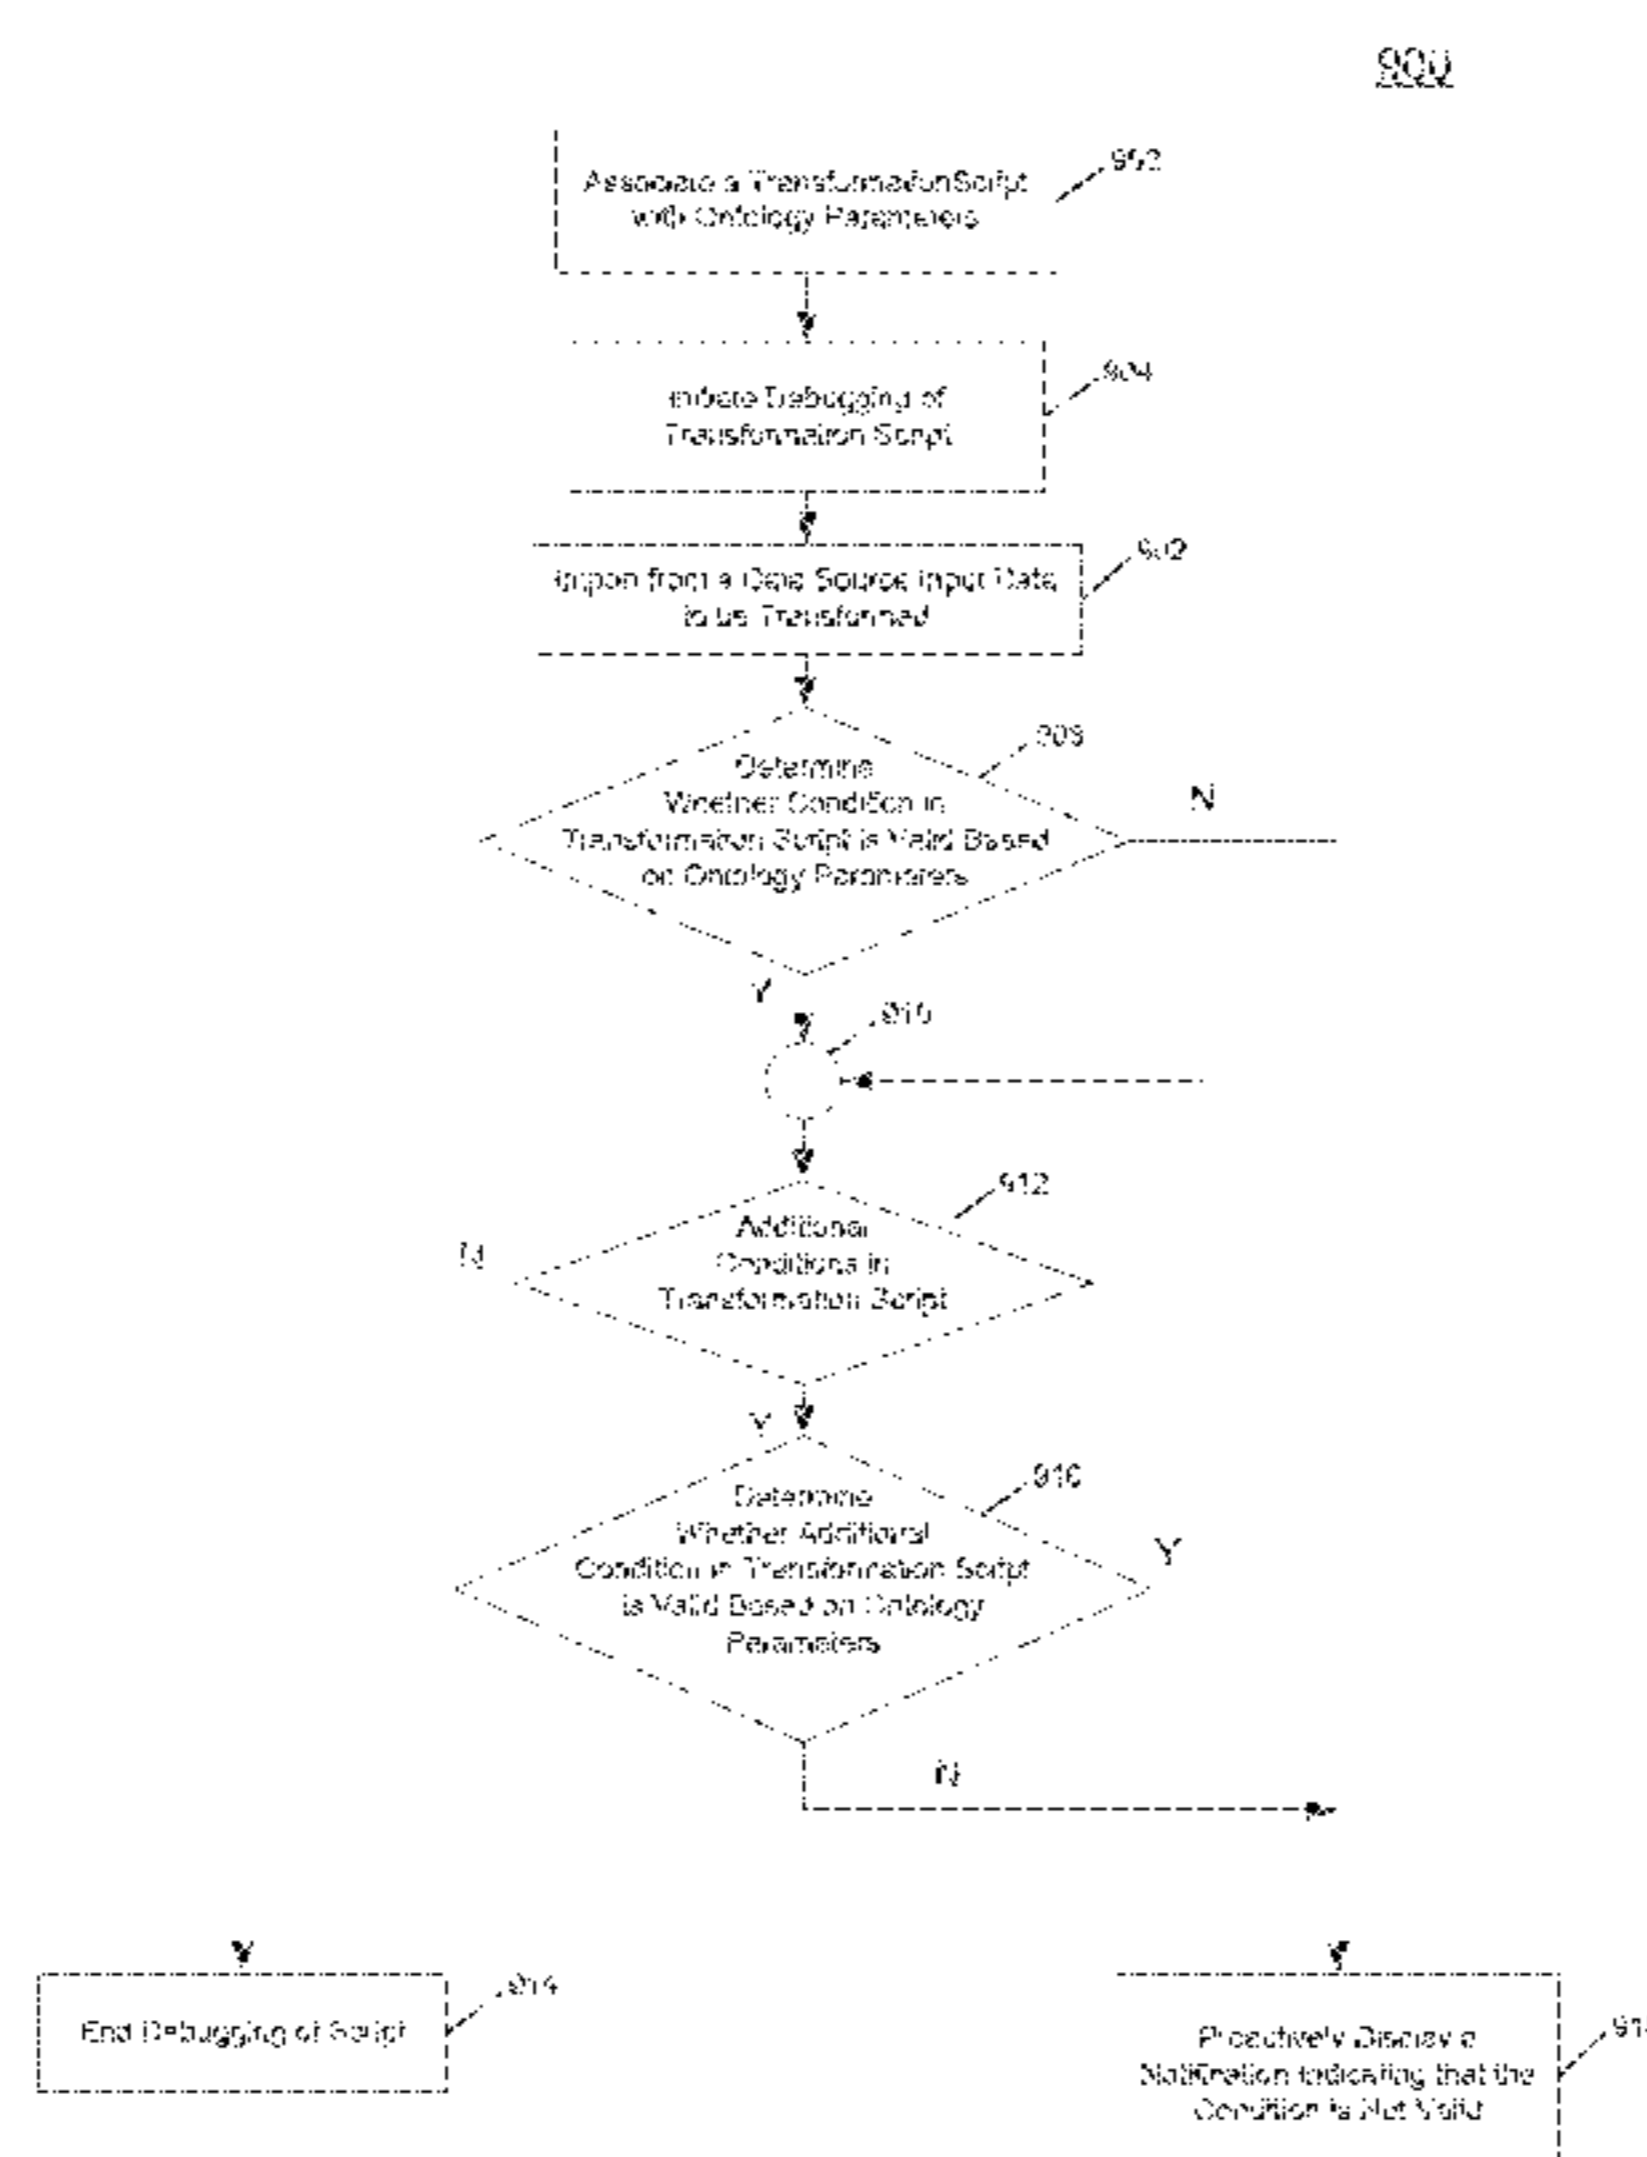 900
902
Associate a Transformation Script
with Ontology Parameters
904
Initiate Debugging of
Transformation Script
Import from a Data Source Input Data
to be Transformed
Determine
Whether Condition in
Transformation Script is Valid Based
on Ontology Parameters
N
Y
912
Additional
Conditions in
Transformation Script
N
Y
916
Determine
Whether Additional
Condition in Transformation Script
is Valid Based on Ontology
Parameters
Y
N
914
End Debugging of Script
Proactively Display a
Notification Indicating that the
Condition is Not Valid